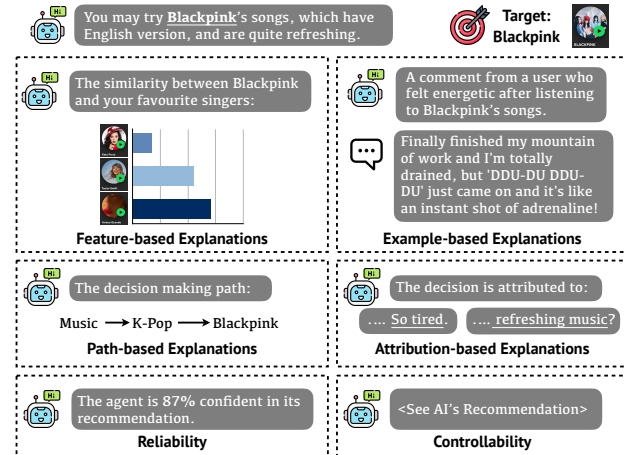 Hi
You may try Blackpink's songs, which have
English version, and are quite refreshing.
Target:
Blackpink
BLACKPINK
Hi
The similarity between Blackpink
and your favourite singers:
Feature-based Explanations
Hi
A comment from a user who
felt energetic after listening
to Blackpink's songs.
Finally finished my mountain
of work and I'm totally
drained, but 'DDU-DU DDU-
DU' just came on and it's like
an instant shot of adrenaline!
Example-based Explanations
Hi
The decision making path:
Music → K-Pop → Blackpink
Path-based Explanations
Hi
The decision is attributed to:
.... So tired. .... refreshing music?
Attribution-based Explanations
Hi
The agent is 87% confident in its
recommendation.
Reliability
Hi
<See AI's Recommendation>
Controllability